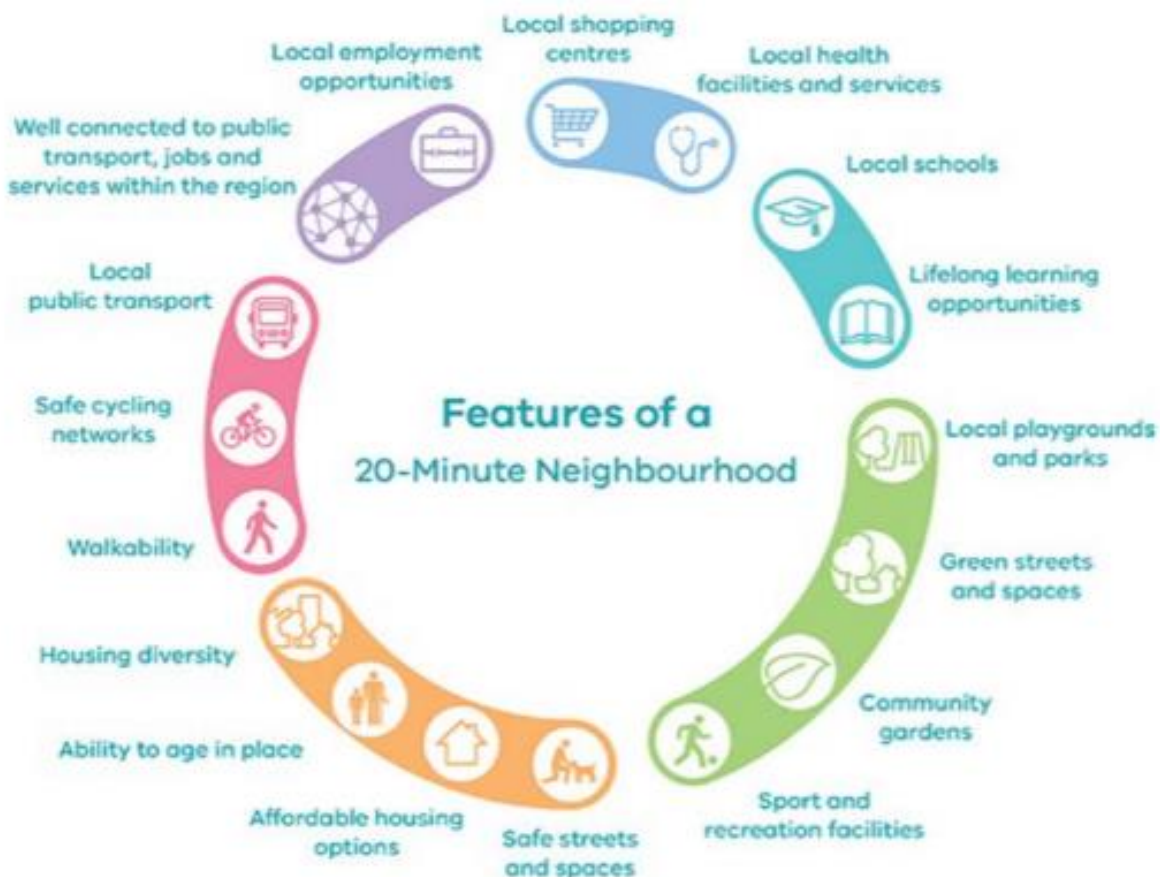 Features of a
20-Minute Neighbourhood
Local shopping
centres
Local health
facilities and services
Local schools
Lifelong learning
opportunities
Local playgrounds
and parks
Green streets
and spaces
Community
gardens
Sport and
recreation facilities
Safe streets
and spaces
Affordable housing
options
Ability to age in place
Housing diversity
Walkability
Safe cycling
networks
Local
public transport
Well connected to public
transport, jobs and
services within the region
Local employment
opportunities